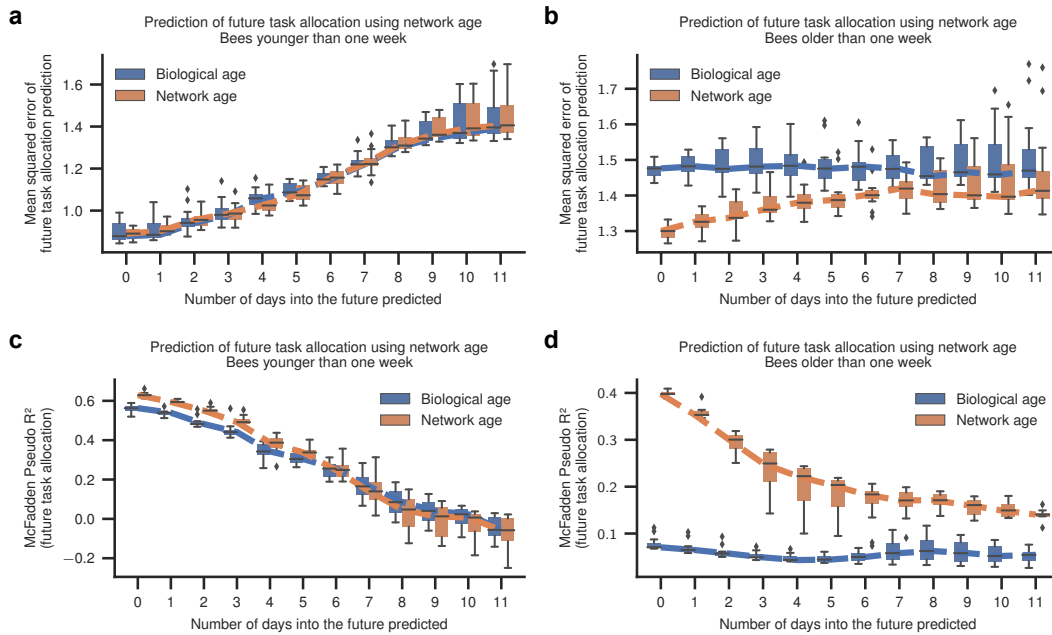 a
Prediction of future task allocation using network age
Bees younger than one week
Mean squared error of
future task allocation prediction
1.6
1.4
1.2
1.0
Biological age
Network age
0 1 2 3 4 5 6 7 8 9 10 11
Number of days into the future predicted
b
Prediction of future task allocation using network age
Bees older than one week
Mean squared error of
future task allocation prediction
1.7
1.6
1.5
1.4
1.3
Biological age
Network age
0 1 2 3 4 5 6 7 8 9 10 11
Number of days into the future predicted
c
Prediction of future task allocation using network age
Bees younger than one week
McFadden Pseudo R²
(future task allocation)
0.6
0.4
0.2
0.0
−0.2
Biological age
Network age
0 1 2 3 4 5 6 7 8 9 10 11
Number of days into the future predicted
d
Prediction of future task allocation using network age
Bees older than one week
McFadden Pseudo R²
(future task allocation)
0.4
0.3
0.2
0.1
Biological age
Network age
0 1 2 3 4 5 6 7 8 9 10 11
Number of days into the future predicted